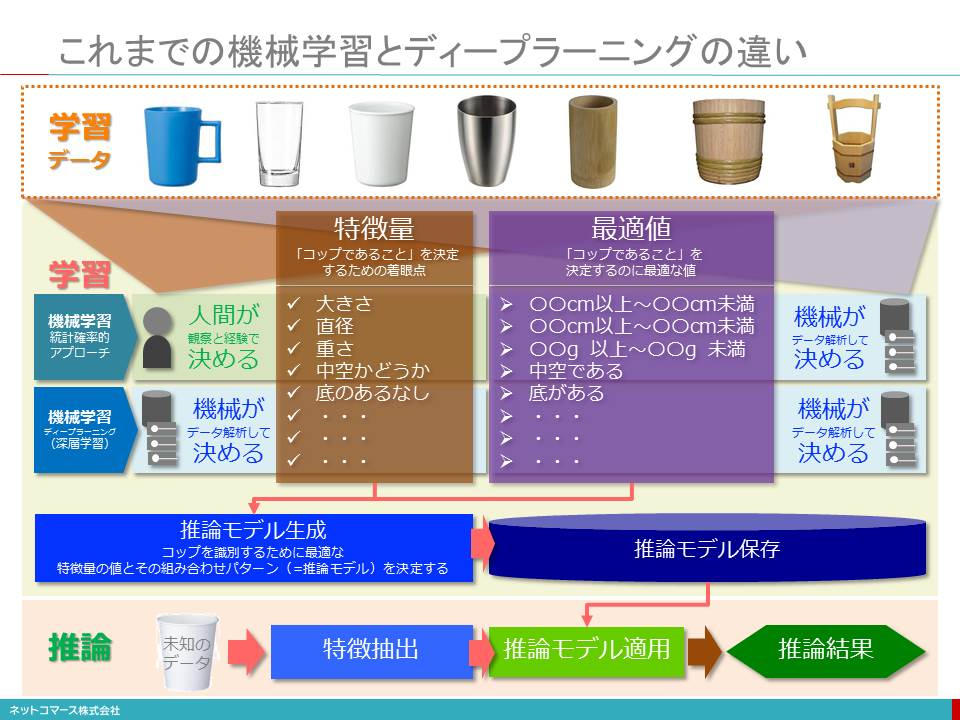 これまでの機械学習とディープラーニングの違い
学習
データ
学習
特徴量
「コップであること」を決定
するための着眼点
最適値
「コップであること」を
決定するのに最適な値
機械学習
統計確率的
アプローチ
人間が
観察と経験で
決める
✓ 大きさ
✓ 直径
✓ 重さ
✓ 中空かどうか
✓ 底のあるなし
✓ ・・・
✓ ・・・
✓ ・・・
➢ 〇〇cm以上〜〇〇cm未満
➢ 〇〇cm以上〜〇〇cm未満
➢ 〇〇g 以上〜〇〇g 未満
➢ 中空である
➢ 底がある
➢ ・・・
➢ ・・・
➢ ・・・
機械が
データ解析して
決める
機械学習
ディープラーニング
（深層学習）
機械が
データ解析して
決める
機械が
データ解析して
決める
推論モデル生成
コップを識別するために最適な
特徴量の値とその組み合わせパターン（=推論モデル）を決定する
推論モデル保存
推論
未知の
データ
特徴抽出
推論モデル適用
推論結果
ネットコマース株式会社